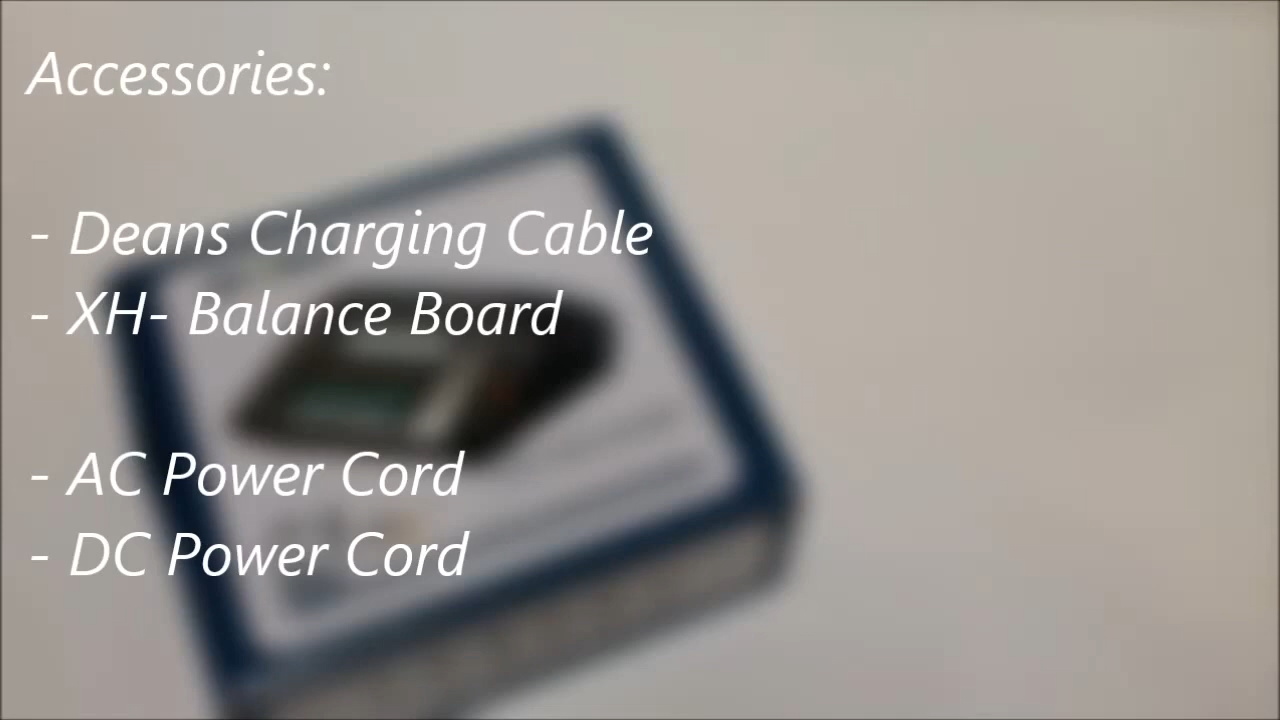 Accessories:
- Deans Charging Cable
- XH- Balance Board
- AC Power Cord
- DC Power Cord